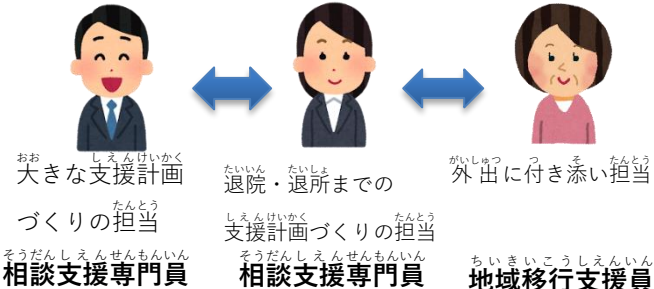 大きな支援計画
づくりの担当
相談支援専門員
退院・退所までの
支援計画づくりの担当
相談支援専門員
外出に付き添い担当
地域移行支援員